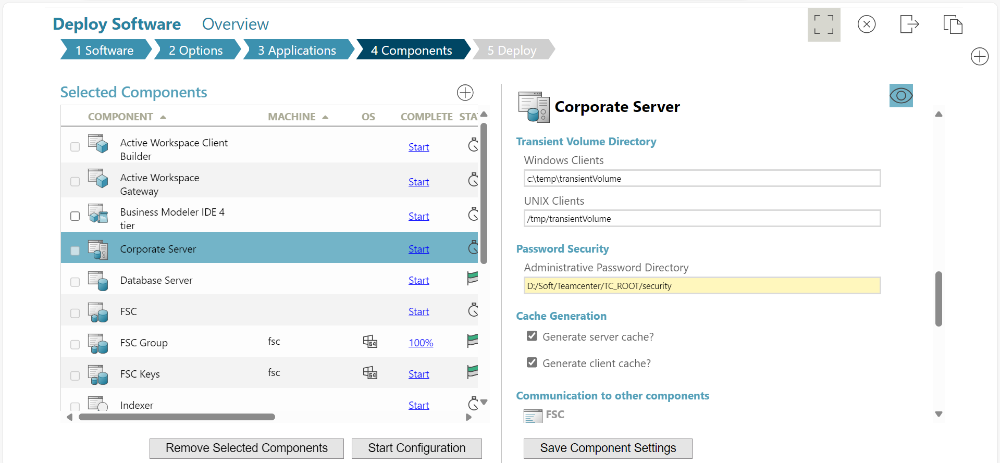 Deploy Software Overview
1 Software 2 Options 3 Applications 4 Components 5 Deploy
Selected Components
COMPONENT MACHINE OS COMPLETE STAT
Active Workspace Client
Builder
Start
Active Workspace
Gateway
Start
Business Modeler IDE 4
tier
Start
Corporate Server Start
Database Server Start
FSC Start
FSC Group fsc 64 100%
FSC Keys fsc 64 Start
Indexer Start
Remove Selected Components Start Configuration
Corporate Server
Transient Volume Directory
Windows Clients
c:\temp\transientVolume
UNIX Clients
/tmp/transientVolume
Password Security
Administrative Password Directory
D:/Soft/Teamcenter/TC_ROOT/security
Cache Generation
Generate server cache?
Generate client cache?
Communication to other components
FSC
Save Component Settings